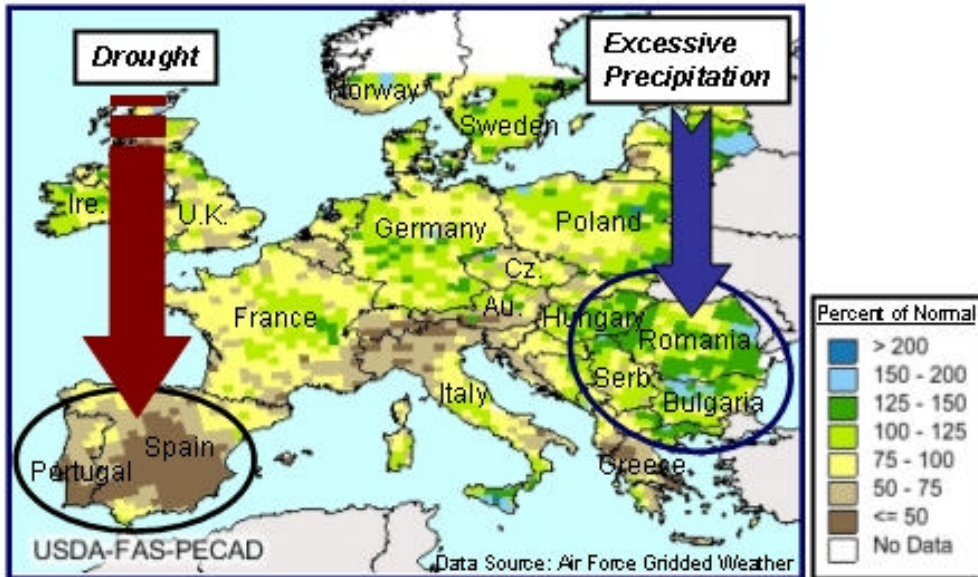 Drought
Excessive
Precipitation
Norway
Sweden
Ire.
U.K.
Germany
Poland
Cz.
Au.
France
Hungary
Romania
Serb.
Italy
Bulgaria
Spain
Portugal
Greece
USDA-FAS-PECAD
Data Source: Air Force Gridded Weather
Percent of Normal
> 200
150 - 200
125 - 150
100 - 125
75 - 100
50 - 75
<= 50
No Data